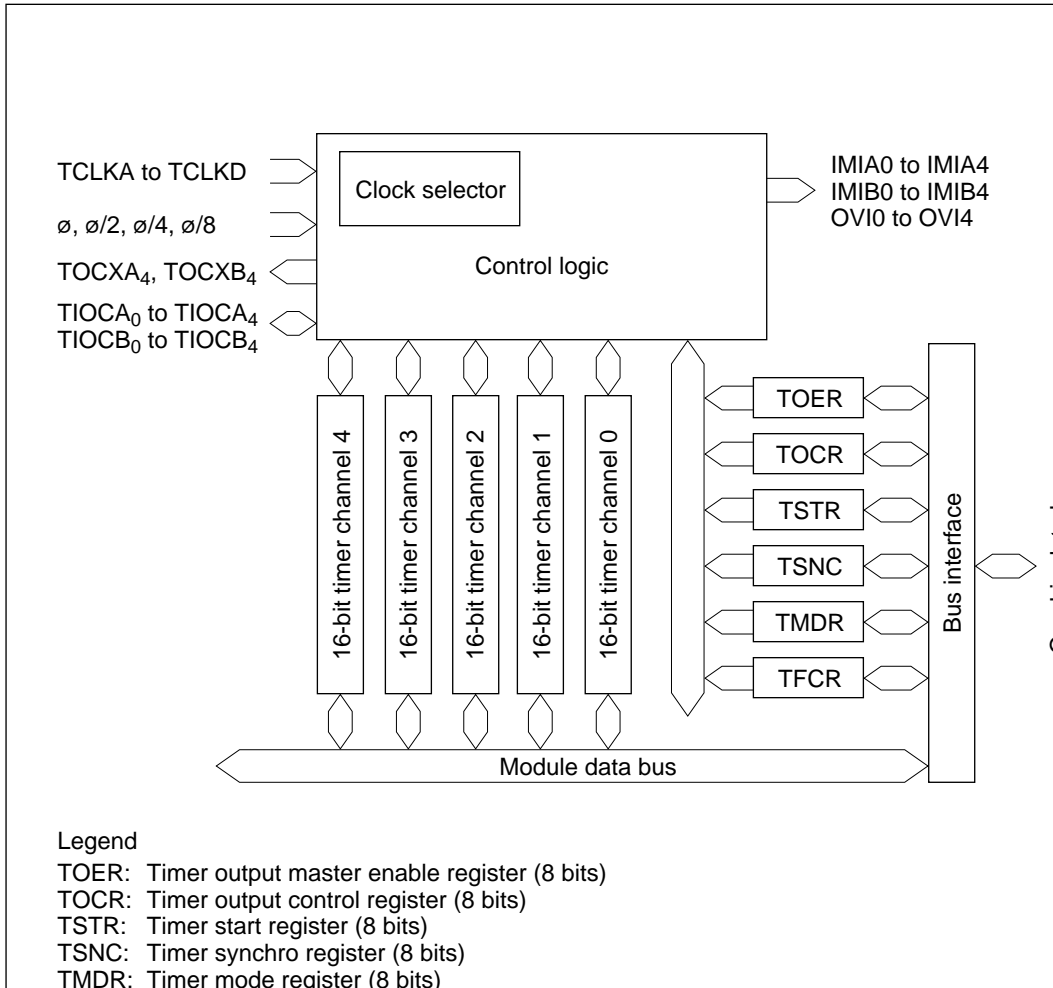 TCLKA to TCLKD
ø, ø/2, ø/4, ø/8
TOCXA4, TOCXB4
TIOCA0 to TIOCA4
TIOCB0 to TIOCB4
Clock selector
Control logic
IMIA0 to IMIA4
IMIB0 to IMIB4
OVI0 to OVI4
16-bit timer channel 4
16-bit timer channel 3
16-bit timer channel 2
16-bit timer channel 1
16-bit timer channel 0
TOER
TOCR
TSTR
TSNC
TMDR
TFCR
Bus interface
Module data bus
Legend
TOER: Timer output master enable register (8 bits)
TOCR: Timer output control register (8 bits)
TSTR: Timer start register (8 bits)
TSNC: Timer synchro register (8 bits)
TMDR: Timer mode register (8 bits)